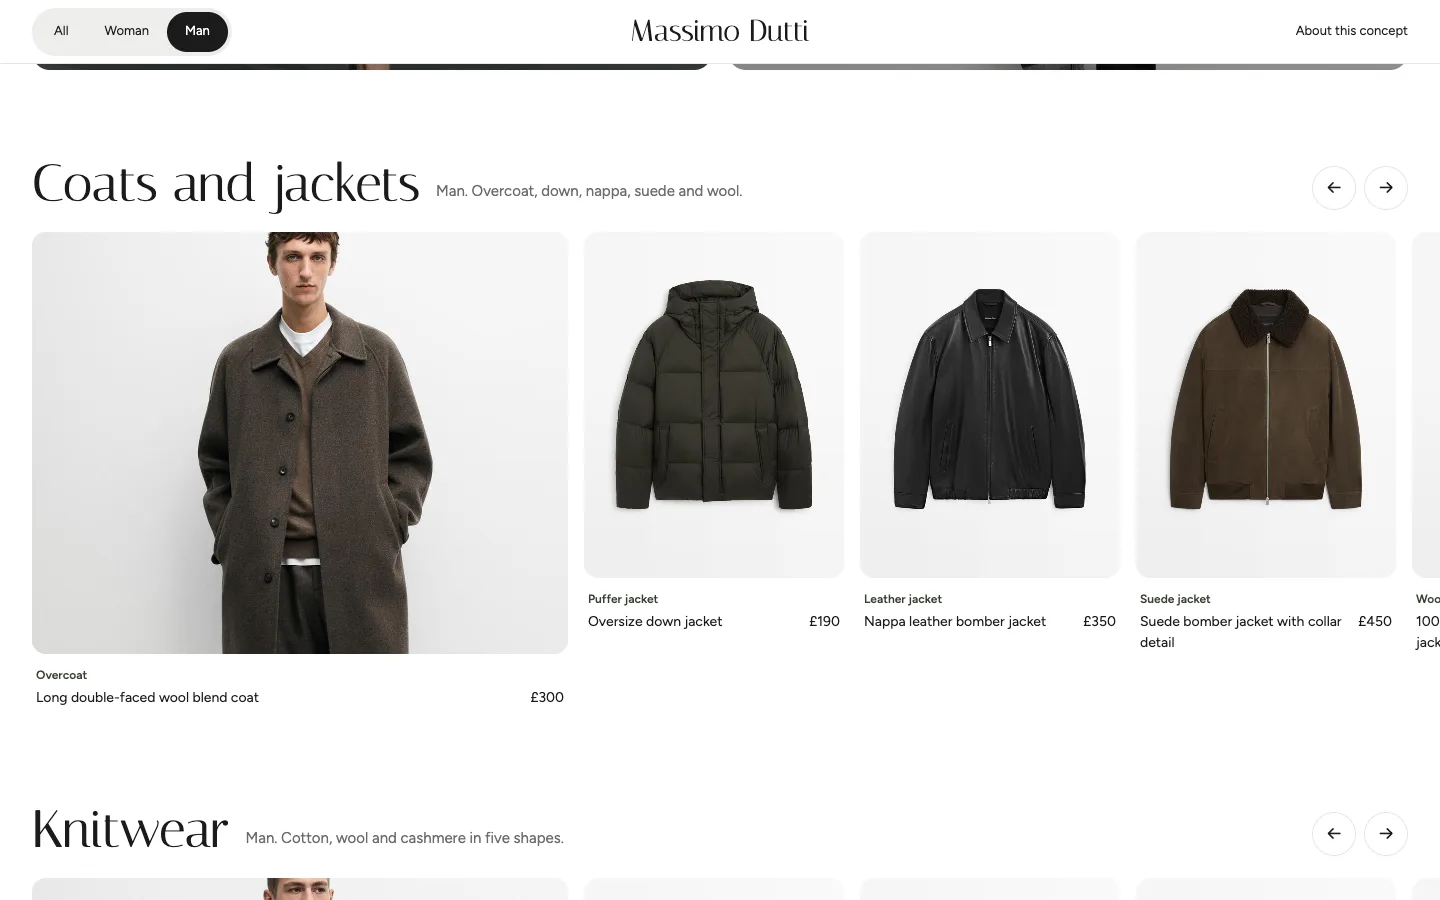 All
Woman
Man
Massimo Dutti
About this concept
Coats and jackets
Man. Overcoat, down, nappa, suede and wool.
Overcoat
Long double-faced wool blend coat
£300
Puffer jacket
Oversize down jacket
£190
Leather jacket
Nappa leather bomber jacket
£350
Suede jacket
Suede bomber jacket with collar
detail
£450
100
Knitwear
Man. Cotton, wool and cashmere in five shapes.